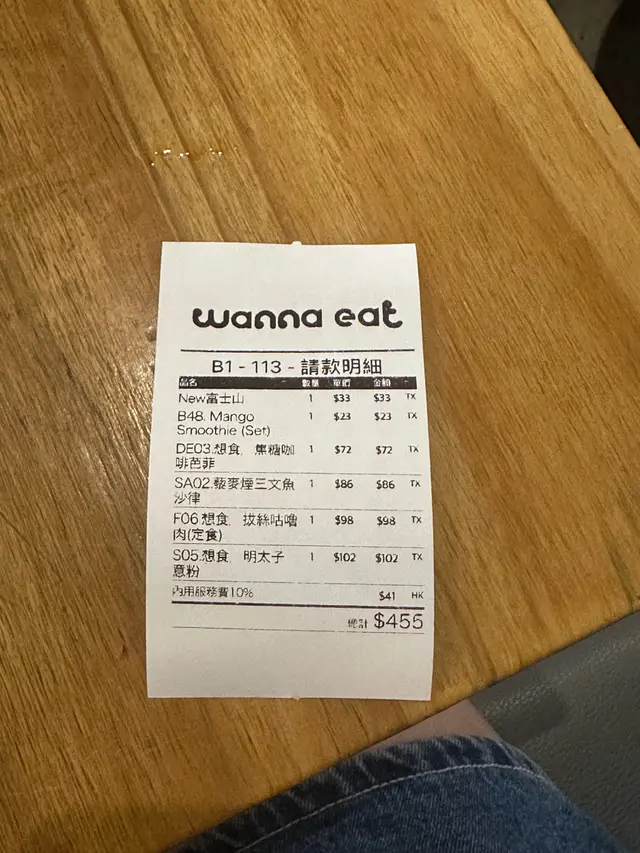 wanna eat
B1 - 113 - 請款明細
品名 數量 單價 金額
New富士山 1 $33 $33 TX
B48. Mango 1 $23 $23 TX
Smoothie (Set)
DE03.想食. 焦糖咖 1 $72 $72 TX
啡芭菲
SA02.藜麥煙三文魚 1 $86 $86 TX
沙律
F06.想食. 拔絲咕嚕 1 $98 $98 TX
肉(定食)
S05.想食. 明太子 1 $102 $102 TX
意粉
內用服務費10% $41 HK
總計 $455